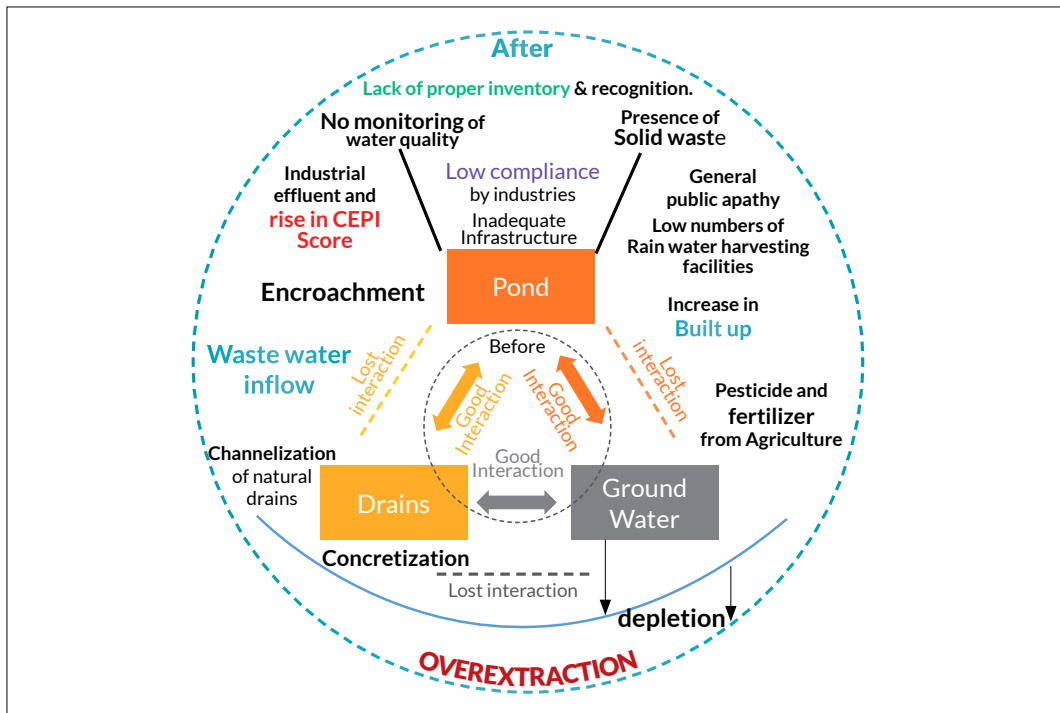 After
Lack of proper inventory & recognition.
No monitoring of
water quality
Presence of
Solid waste
Industrial
effluent and
rise in CEPI
Score
Low compliance
by industries
Inadequate
Infrastructure
General
public apathy
Low numbers of
Rain water harvesting
facilities
Pond
Encroachment
Increase in
Built up
Waste water
inflow
Lost
interaction
Before
Good
Interaction
Good
Interaction
Lost
interaction
Pesticide and
fertilizer
from Agriculture
Channelization
of natural
drains
Good
Interaction
Drains
Ground
Water
Concretization
Lost interaction
depletion
OVEREXTRACTION